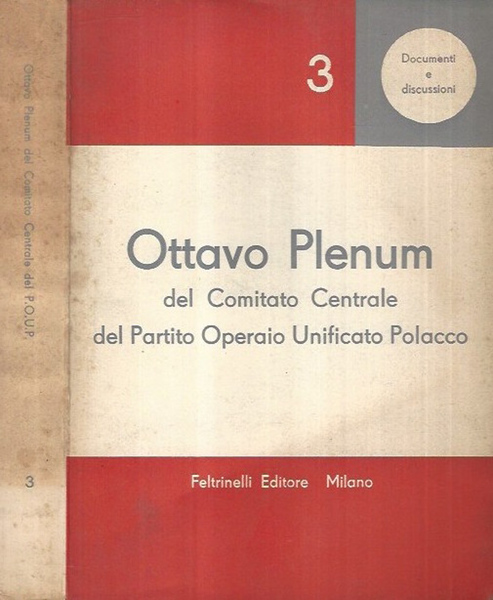 Ottavo Plenum del Comitato Centrale del P.O.U.P.
3
3
Documenti
e
discussioni
Ottavo Plenum
del Comitato Centrale
del Partito Operaio Unificato Polacco
Feltrinelli Editore Milano